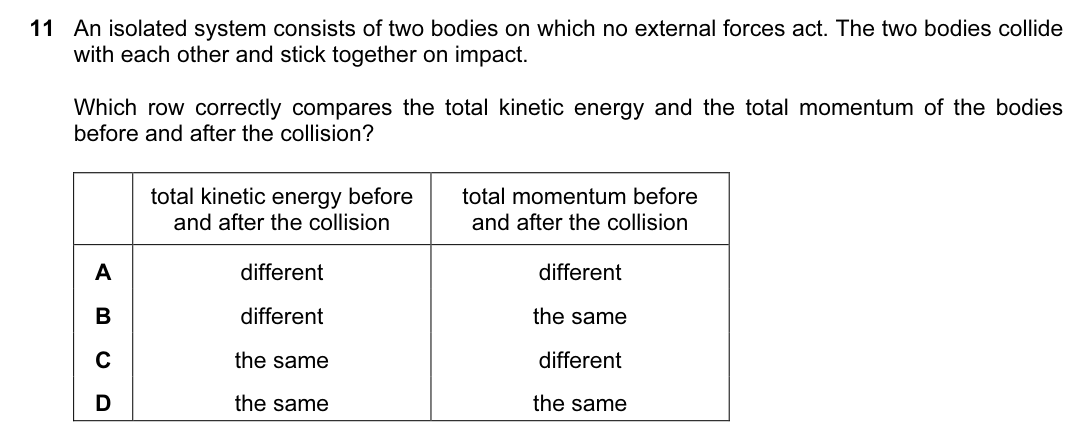 11 An isolated system consists of two bodies on which no external forces act. The two bodies collide
with each other and stick together on impact.
Which row correctly compares the total kinetic energy and the total momentum of the bodies
before and after the collision?
total kinetic energy before
and after the collision
total momentum before
and after the collision
A different different
B different the same
C the same different
D the same the same